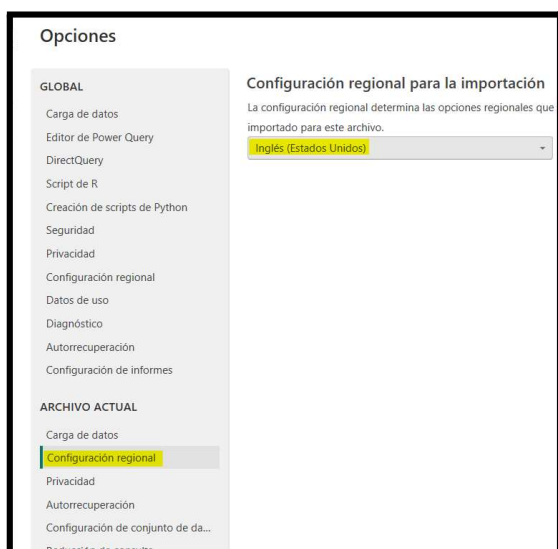 Opciones
GLOBAL
Carga de datos
Editor de Power Query
DirectQuery
Script de R
Creación de scripts de Python
Seguridad
Privacidad
Configuración regional
Datos de uso
Diagnóstico
Autorrecuperación
Configuración de informes
ARCHIVO ACTUAL
Carga de datos
Configuración regional
Privacidad
Autorrecuperación
Configuración de conjunto de da...
Configuración regional para la importación
La configuración regional determina las opciones regionales que
importado para este archivo.
Inglés (Estados Unidos)